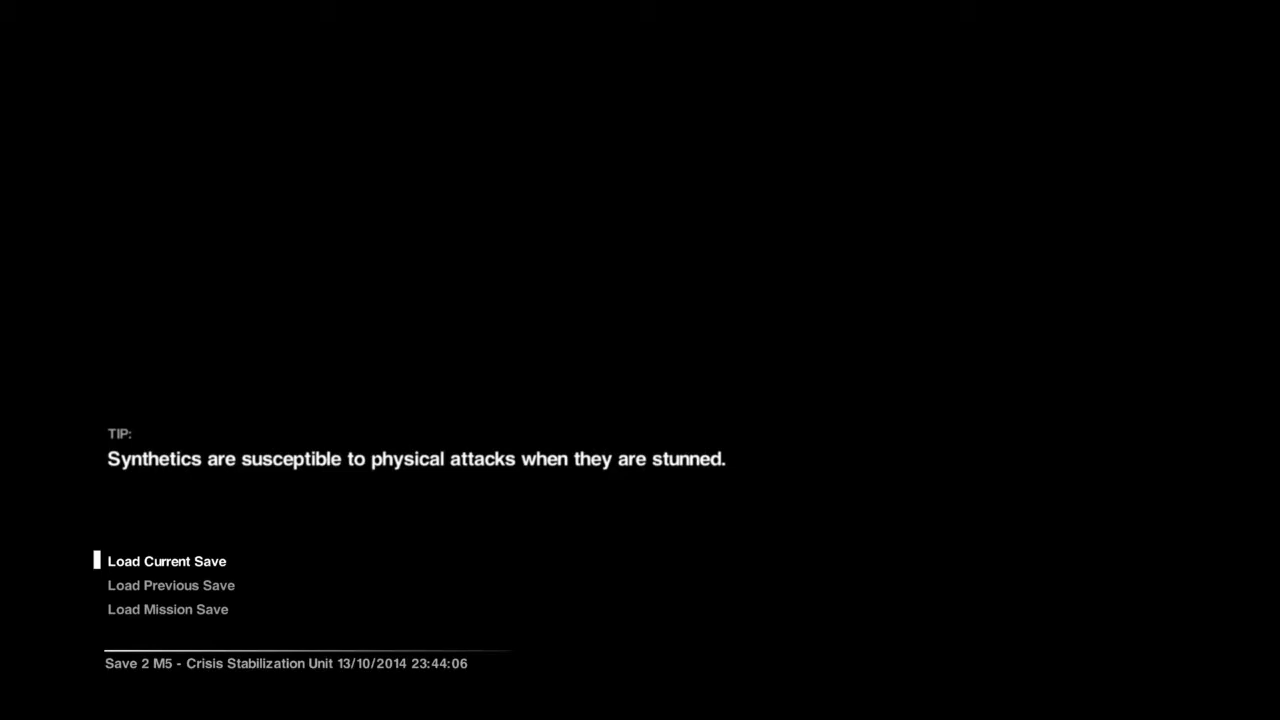 TIP:
Synthetics are susceptible to physical attacks when they are stunned.
Load Current Save
Load Previous Save
Load Mission Save
Save 2 M5 - Crisis Stabilization Unit 13/10/2014 23:44:06